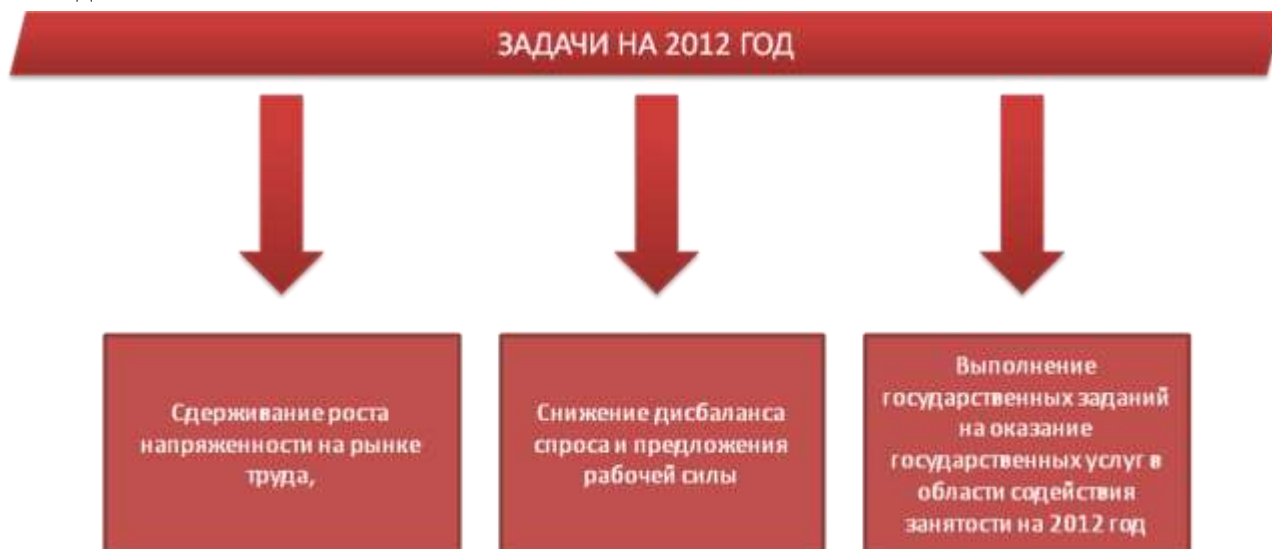 ЗАДАЧИ НА 2012 ГОД
Сдерживание роста
напряженности на рынке
труда,
Снижение дисбаланса
спроса и предложения
рабочей силы
Выполнение
государственных заданий
на оказание
государственных услуг в
области содействия
занятости на 2012 год